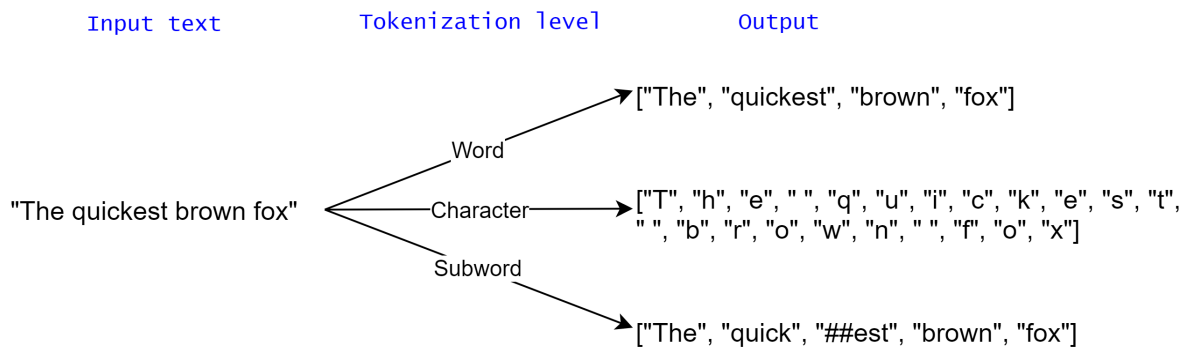 Input text
Tokenization level
Output
["The", "quickest", "brown", "fox"]
Word
"The quickest brown fox"
Character
["T", "h", "e", " ", "q", "u", "i", "c", "k", "e", "s", "t",
" ", "b", "r", "o", "w", "n", " ", "f", "o", "x"]
Subword
["The", "quick", "##est", "brown", "fox"]